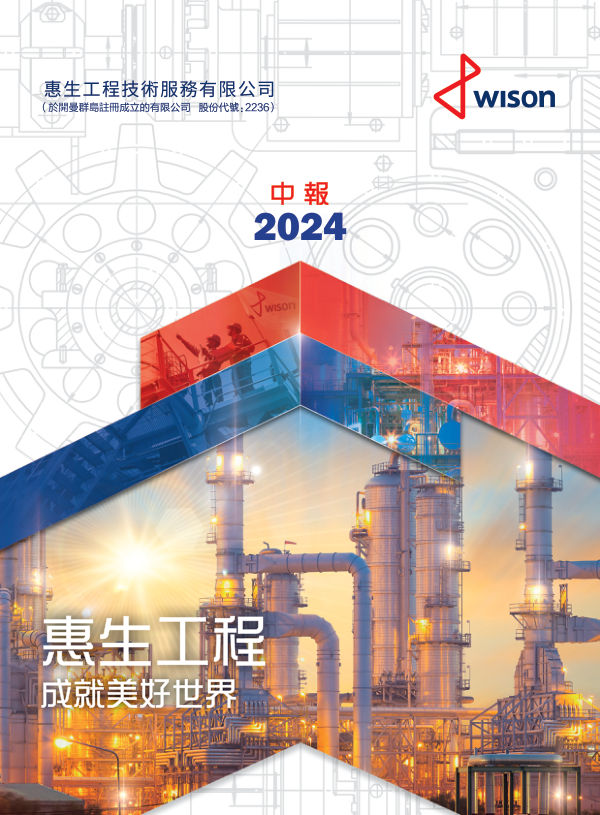 惠生工程技術服務有限公司
（於開曼群島註冊成立的有限公司 股份代號：2236）
wison
中報
2024
wison
惠生工程
成就美好世界